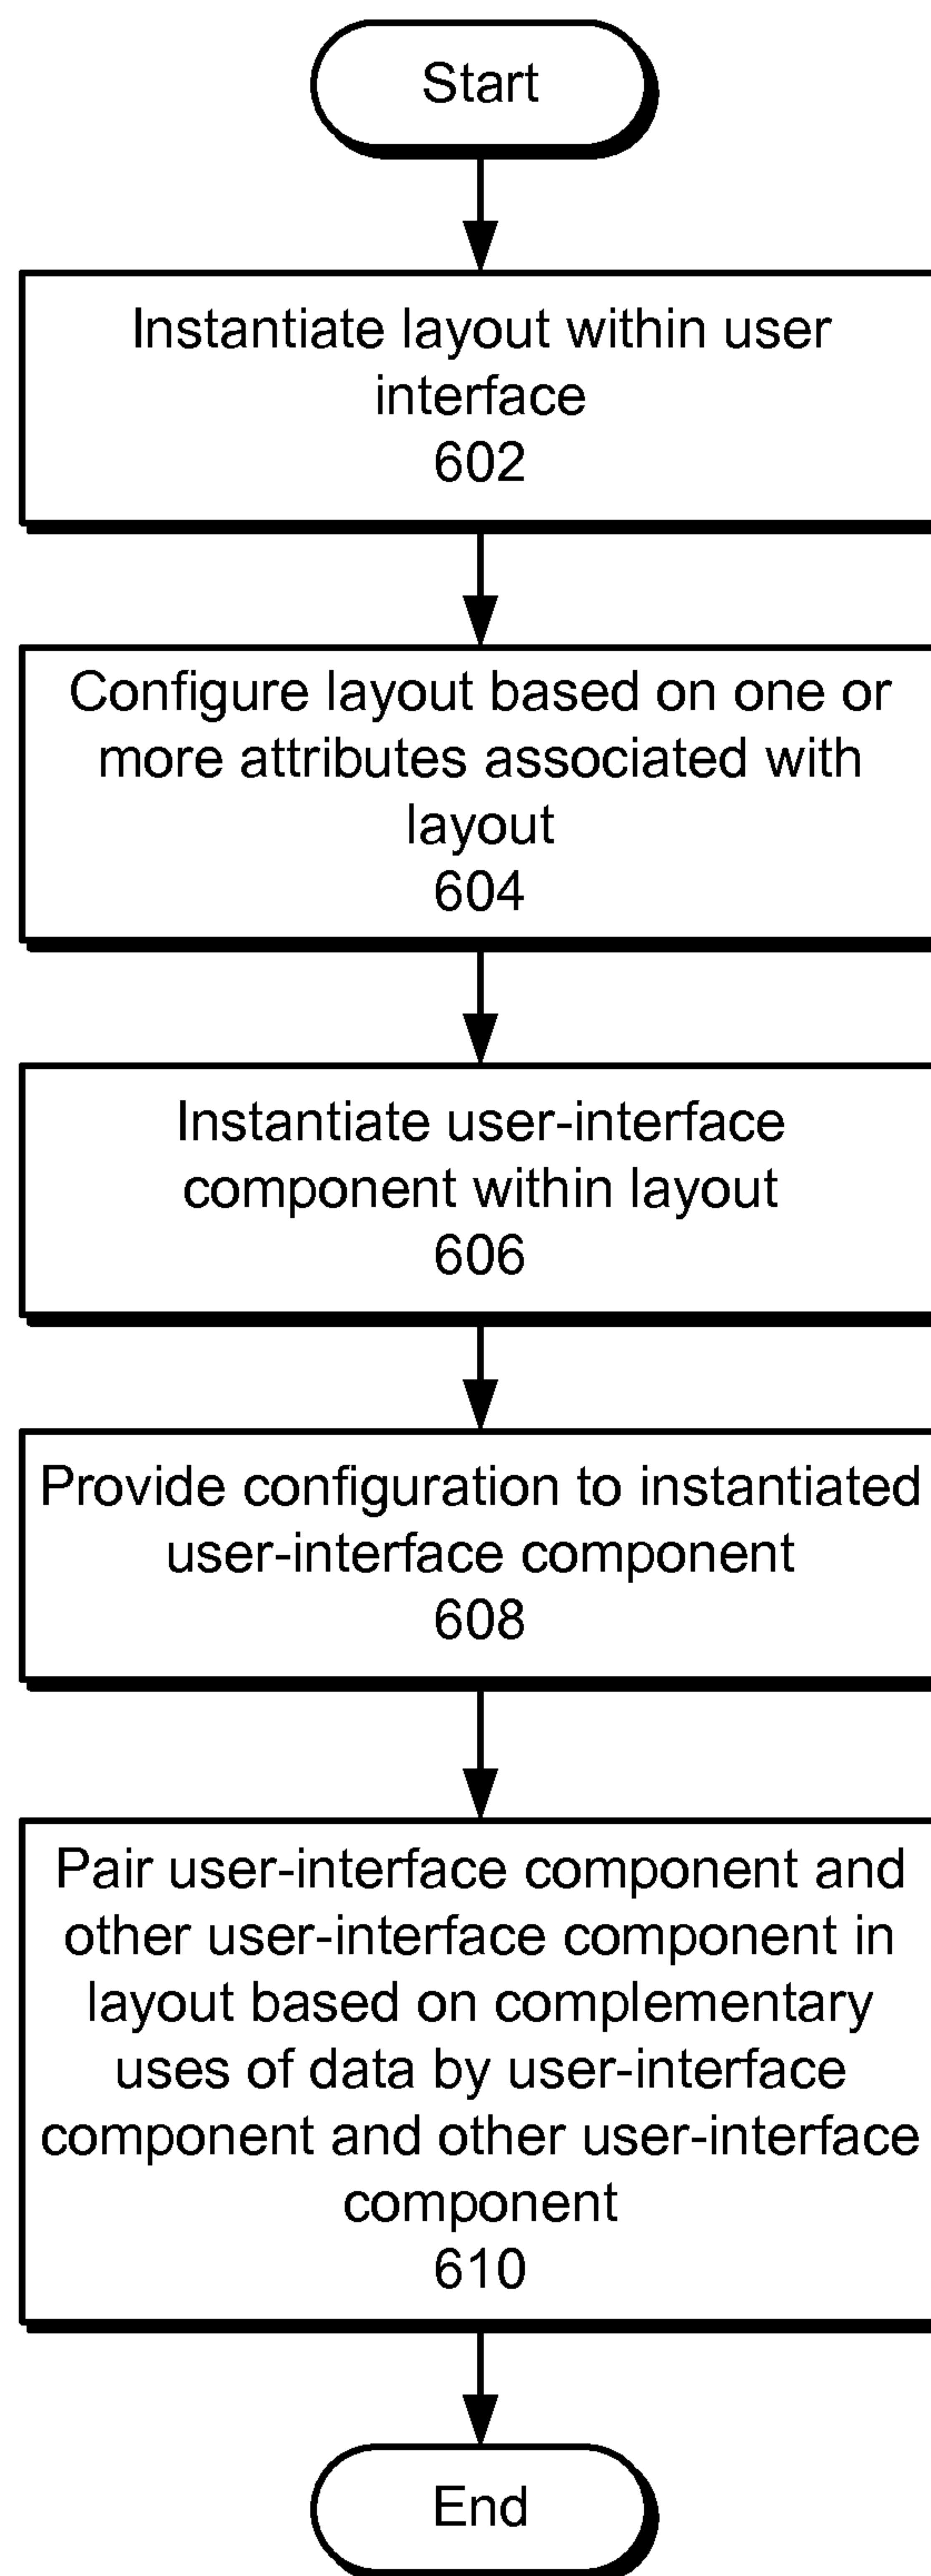 Start
Instantiate layout within user
interface
602
Configure layout based on one or
more attributes associated with
layout
604
Instantiate user-interface
component within layout
606
Provide configuration to instantiated
user-interface component
608
Pair user-interface component and
other user-interface component in
layout based on complementary
uses of data by user-interface
component and other user-interface
component
610
End